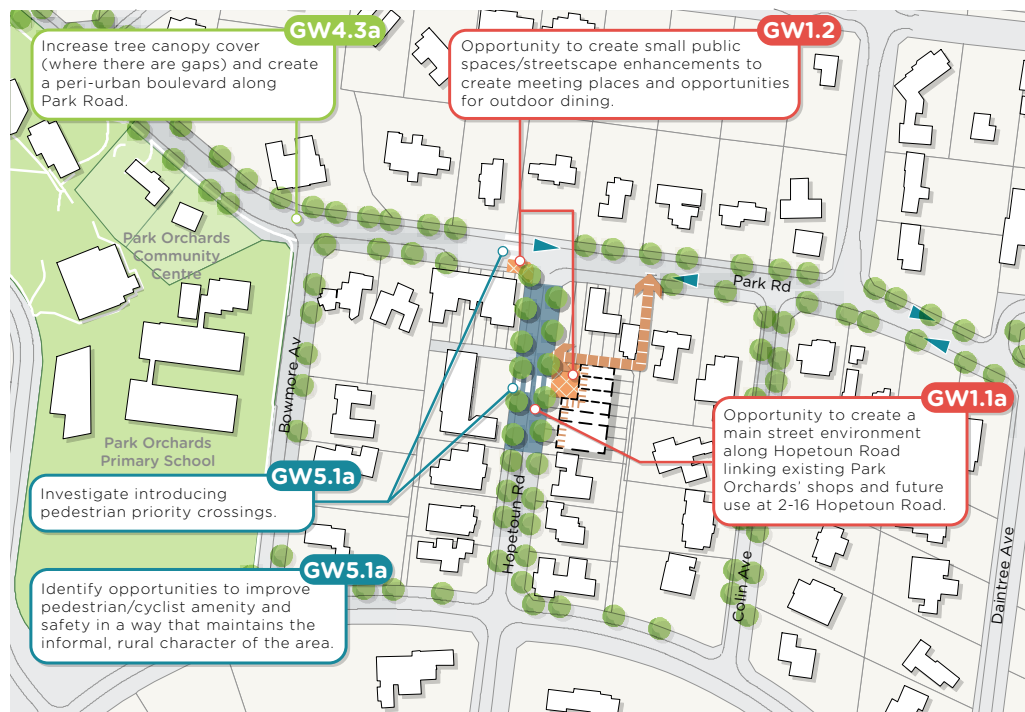 GW4.3a
Increase tree canopy cover
(where there are gaps) and create
a peri-urban boulevard along
Park Road.
GW1.2
Opportunity to create small public
spaces/streetscape enhancements to
create meeting places and opportunities
for outdoor dining.
Park Orchards
Community
Centre
Park Rd
Bowmore Av
Park Orchards
Primary School
GW1.1a
Opportunity to create a
main street environment
along Hopetoun Road
linking existing Park
Orchards' shops and future
use at 2-16 Hopetoun Road.
GW5.1a
Investigate introducing
pedestrian priority crossings.
Hopetoun Rd
GW5.1a
Identify opportunities to improve
pedestrian/cyclist amenity and
safety in a way that maintains the
informal, rural character of the area.
Colin Ave
Daintree Ave